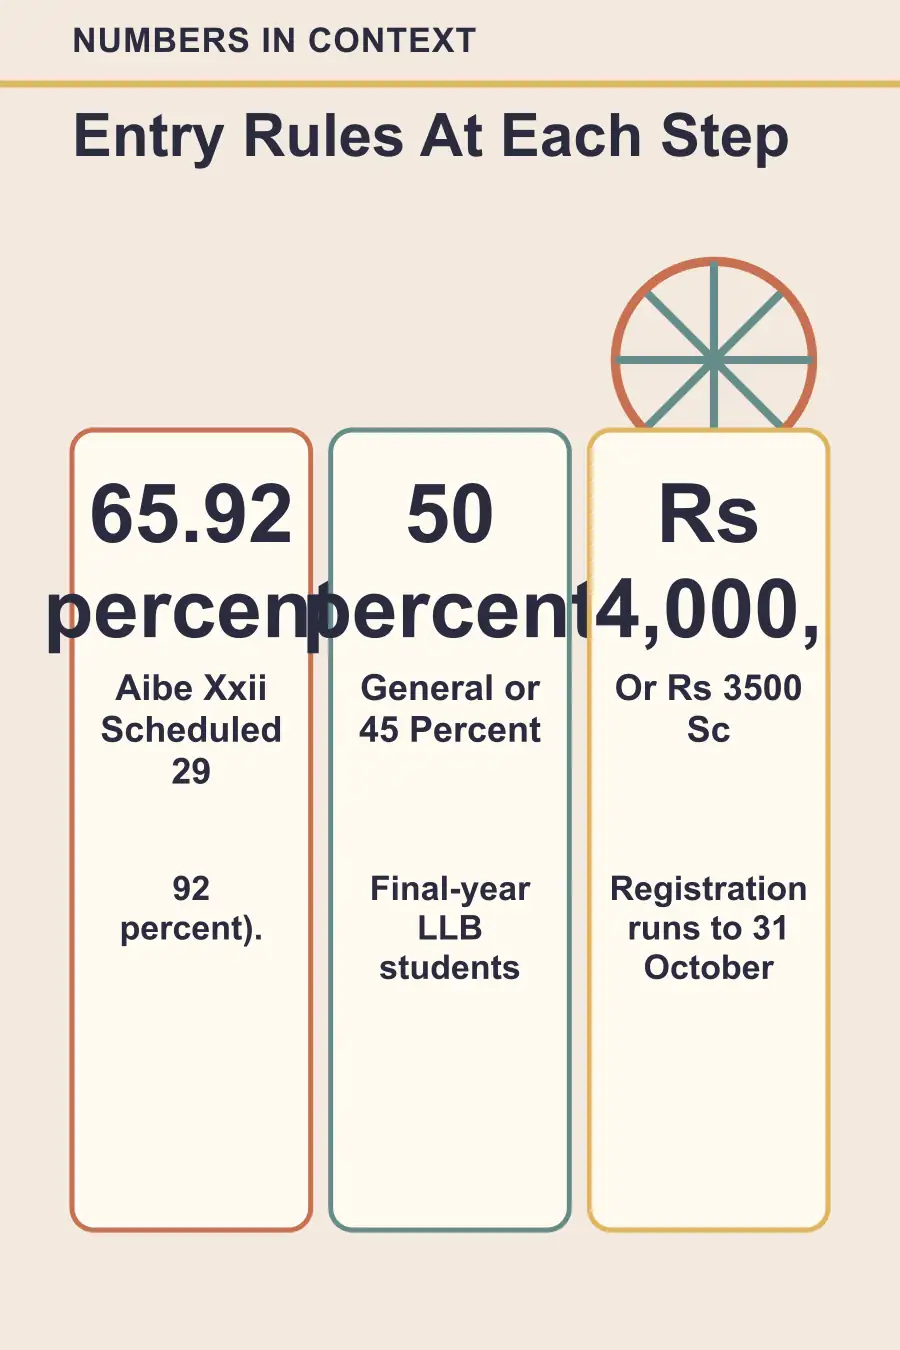 NUMBERS IN CONTEXT
Entry Rules At Each Step
65.92
percent
Aibe Xxii
Scheduled
29
92
percent).
50
percent
General or
45 Percent
Final-year
LLB
students
Rs
4,000,
Or Rs 3500
Sc
Registration
runs to 31
October